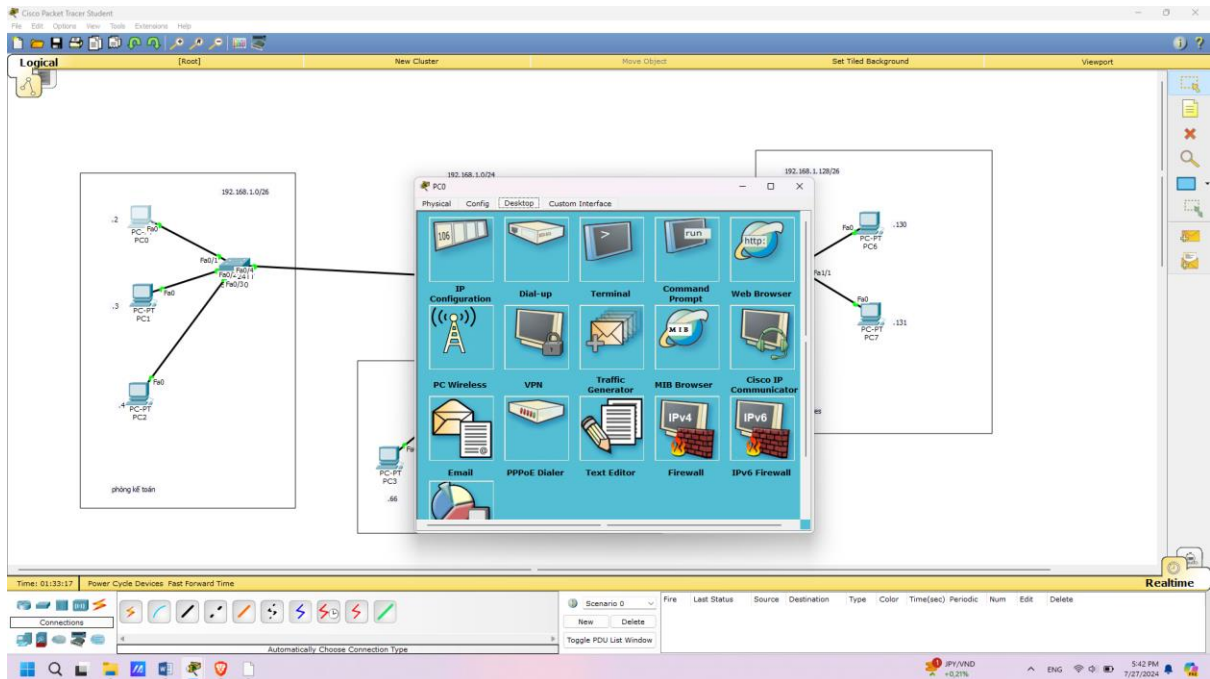 Cisco Packet Tracer Student
File Edit Options View Tools Extensions Help
Logical
[Root]
New Cluster
Move Object
Set Tiled Background
Viewport
192.168.1.0/26
.2
PC0
Fa0
Fa0/1
Fa0/4
Fa0/3
.3
Fa0
PC-PT
PC1
Fa0
.4
PC-PT
PC2
phòng kế toán
192.168.1.0/24
PC-PT
PC3
.66
PC0
Physical Config Desktop Custom Interface
106
run
http:
IP Configuration
Dial-up
Terminal
Command Prompt
Web Browser
MIB
PC Wireless
VPN
Traffic Generator
MIB Browser
Cisco IP Communicator
IPv4
IPv6
Email
PPPoE Dialer
Text Editor
Firewall
IPv6 Firewall
192.168.1.128/26
Fa0
.130
PC-PT
PC6
Fa1/1
Fa0
.131
PC-PT
PC7
Time: 01:33:17 Power Cycle Devices Fast Forward Time
Realtime
Connections
Automatically Choose Connection Type
Scenario 0
New Delete
Toggle PDU List Window
Fire Last Status Source Destination Type Color Time(sec) Periodic Num Edit Delete
JPY/VND
+0,21%
ENG
5:42 PM
7/27/2024